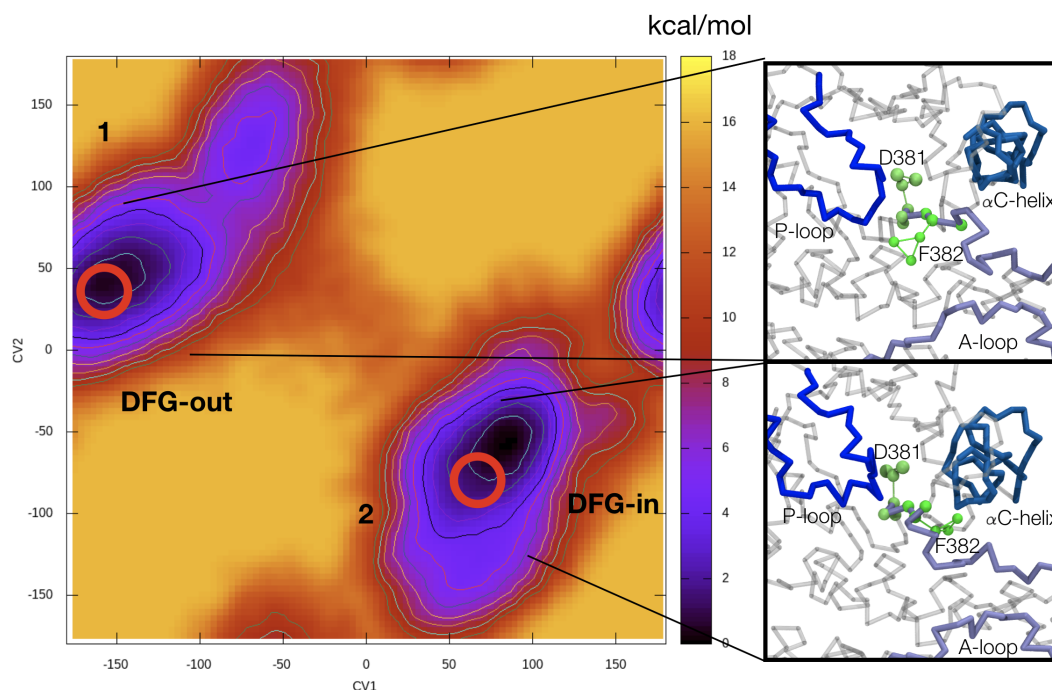 kcal/mol
18
16
14
12
10
8
6
4
2
0
150
100
50
0
-50
-100
-150
CV2
-150
-100
-50
0
50
100
150
CV1
1
DFG-out
2
DFG-in
D381
αC-helix
P-loop
F382
A-loop
D381
P-loop
αC-helix
F382
A-loop